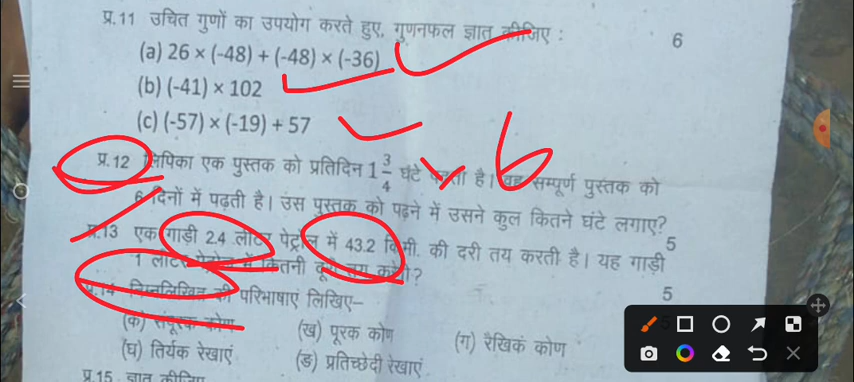 प्र.11 उचित गुणों का उपयोग करते हुए, गुणनफल ज्ञात कीजिए : 6
(a) 26 × (-48) + (-48) × (-36)
(b) (-41) × 102
(c) (-57) × (-19) + 57
प्र.12 लिपिका एक पुस्तक को प्रतिदिन 1 3/4 घंटे है। वह सम्पूर्ण पुस्तक को
6 दिनों में पढ़ती है। उस पुस्तक को पढ़ने में उसने कुल कितने घंटे लगाए? 5
प्र.13 एक गाड़ी 2.4 लीटर पेट्रोल में 43.2 किमी. की दूरी तय करती है। यह गाड़ी
1 लीटर पेट्रोल में कितनी दूरी तय करेगी? 5
प्र.14 निम्नलिखित की परिभाषाएं लिखिए– 5
(क) संपूरक कोण (ख) पूरक कोण (ग) रैखिक कोण
(घ) तिर्यक रेखाएं (ङ) प्रतिच्छेदी रेखाएं
प्र.15 ज्ञात कीजिए
× 6